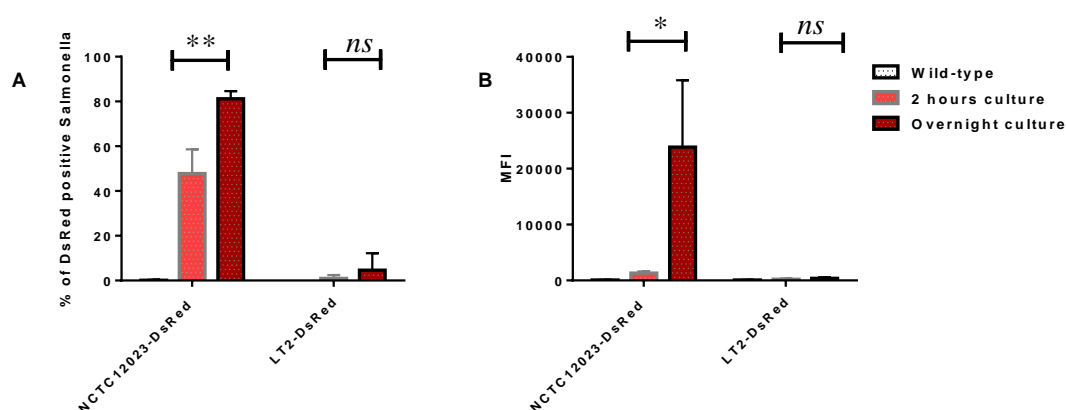 A
% of DsRed positive Salmonella
100
80
60
40
20
0
**
ns
NCTC12023-DsRed
LT2-DsRed
B
MFI
40000
30000
20000
10000
0
*
ns
NCTC12023-DsRed
LT2-DsRed
Wild-type
2 hours culture
Overnight culture